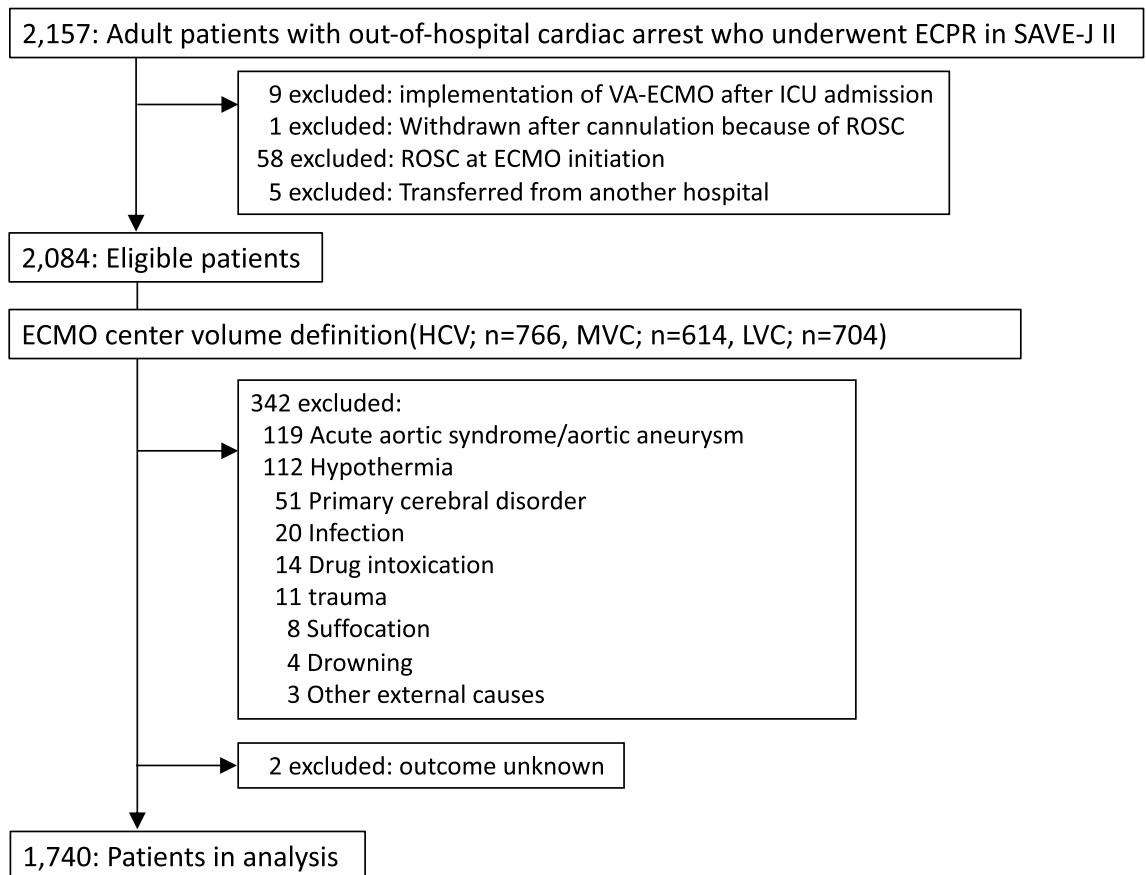 2,157: Adult patients with out-of-hospital cardiac arrest who underwent ECPR in SAVE-J II
9 excluded: implementation of VA-ECMO after ICU admission
1 excluded: Withdrawn after cannulation because of ROSC
58 excluded: ROSC at ECMO initiation
5 excluded: Transferred from another hospital
2,084: Eligible patients
ECMO center volume definition(HCV; n=766, MVC; n=614, LVC; n=704)
342 excluded:
119 Acute aortic syndrome/aortic aneurysm
112 Hypothermia
51 Primary cerebral disorder
20 Infection
14 Drug intoxication
11 trauma
8 Suffocation
4 Drowning
3 Other external causes
2 excluded: outcome unknown
1,740: Patients in analysis